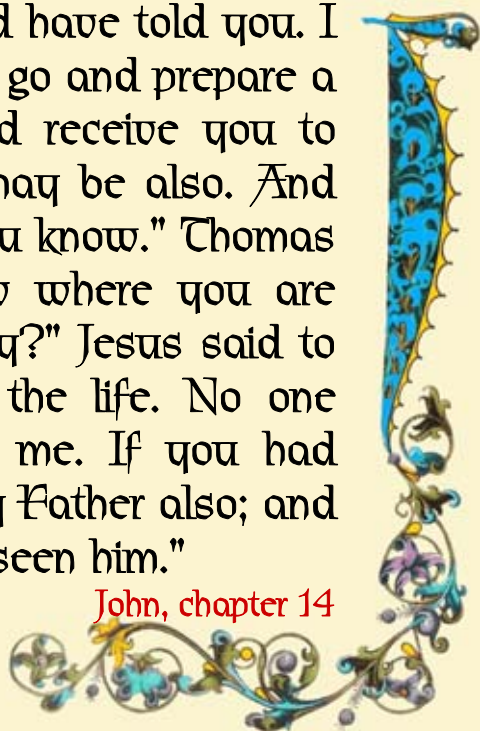 d have told you. I
go and prepare a
d receive you to
may be also. And
u know." Thomas
w where you are
y?" Jesus said to
the life. No one
me. If you had
y Father also; and
seen him."
John, chapter 14